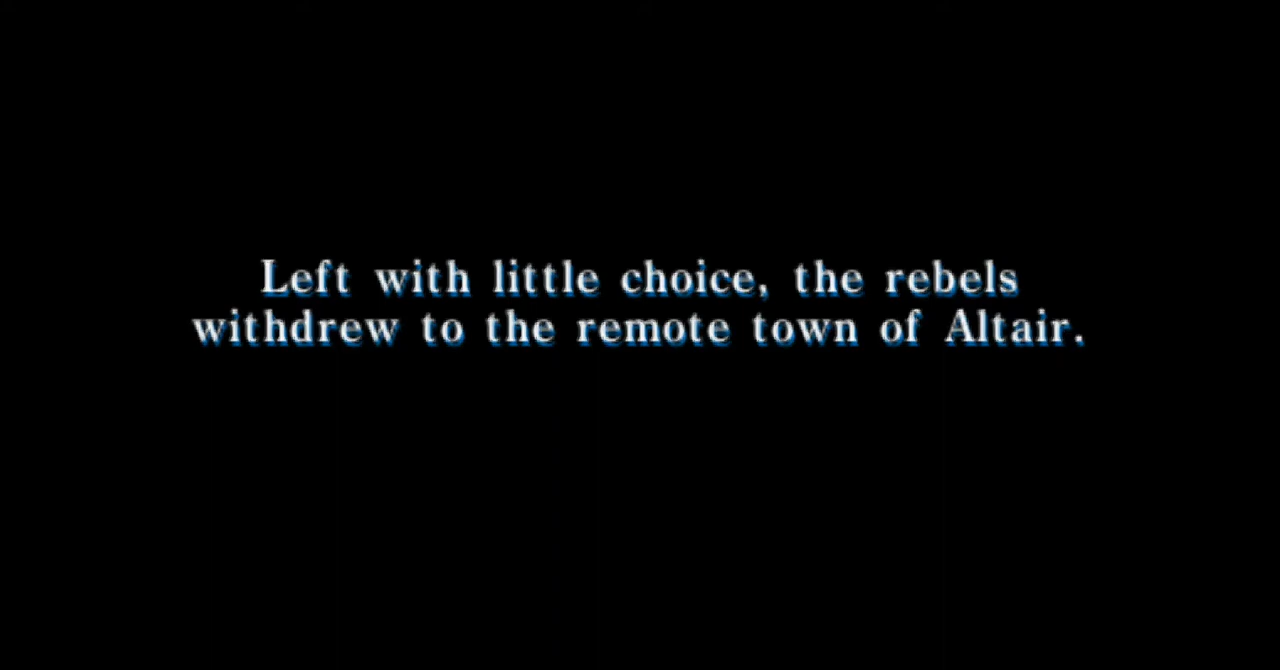 Left with little choice, the rebels
withdrew to the remote town of Altair.